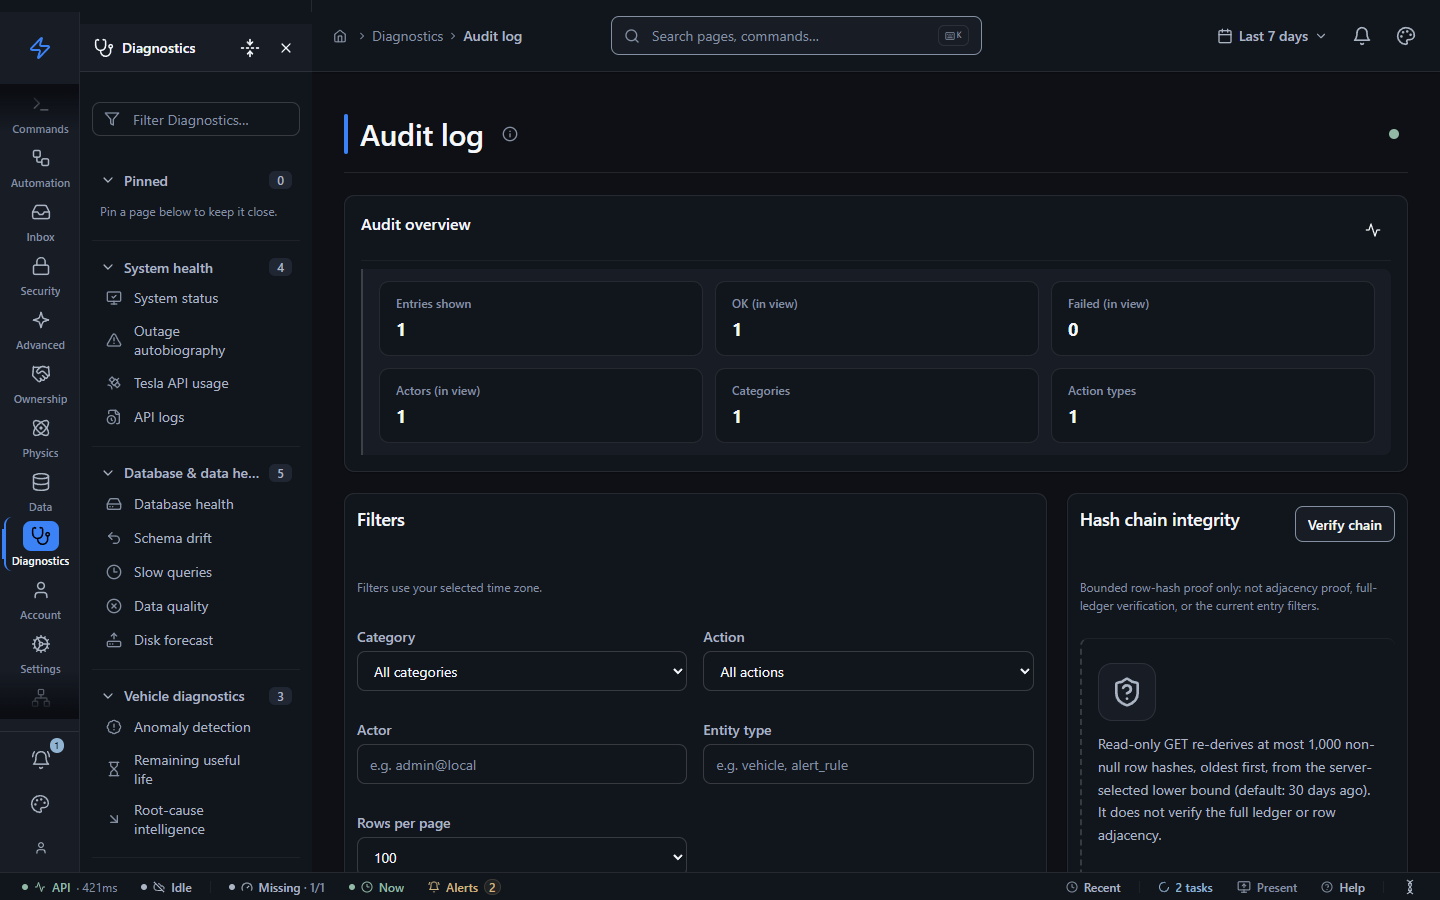 Diagnostics
Diagnostics
Audit log
Search pages, commands...
K
Last 7 days
Commands
Automation
Inbox
Security
Advanced
Ownership
Physics
Data
Diagnostics
Account
Settings
1
Filter Diagnostics...
Pinned
0
Pin a page below to keep it close.
System health
4
System status
Outage
autobiography
Tesla API usage
API logs
Database & data he...
5
Database health
Schema drift
Slow queries
Data quality
Disk forecast
Vehicle diagnostics
3
Anomaly detection
Remaining useful
life
Root-cause
intelligence
Audit log
Audit overview
Entries shown
1
OK (in view)
1
Failed (in view)
0
Actors (in view)
1
Categories
1
Action types
1
Filters
Filters use your selected time zone.
Category
All categories
Action
All actions
Actor
e.g. admin@local
Entity type
e.g. vehicle, alert_rule
Rows per page
100
Hash chain integrity
Verify chain
Bounded row-hash proof only: not adjacency proof, full-
ledger verification, or the current entry filters.
Read-only GET re-derives at most 1,000 non-
null row hashes, oldest first, from the server-
selected lower bound (default: 30 days ago).
It does not verify the full ledger or row
adjacency.
API · 421ms
Idle
Missing · 1/1
Now
Alerts 2
Recent
2 tasks
Present
Help